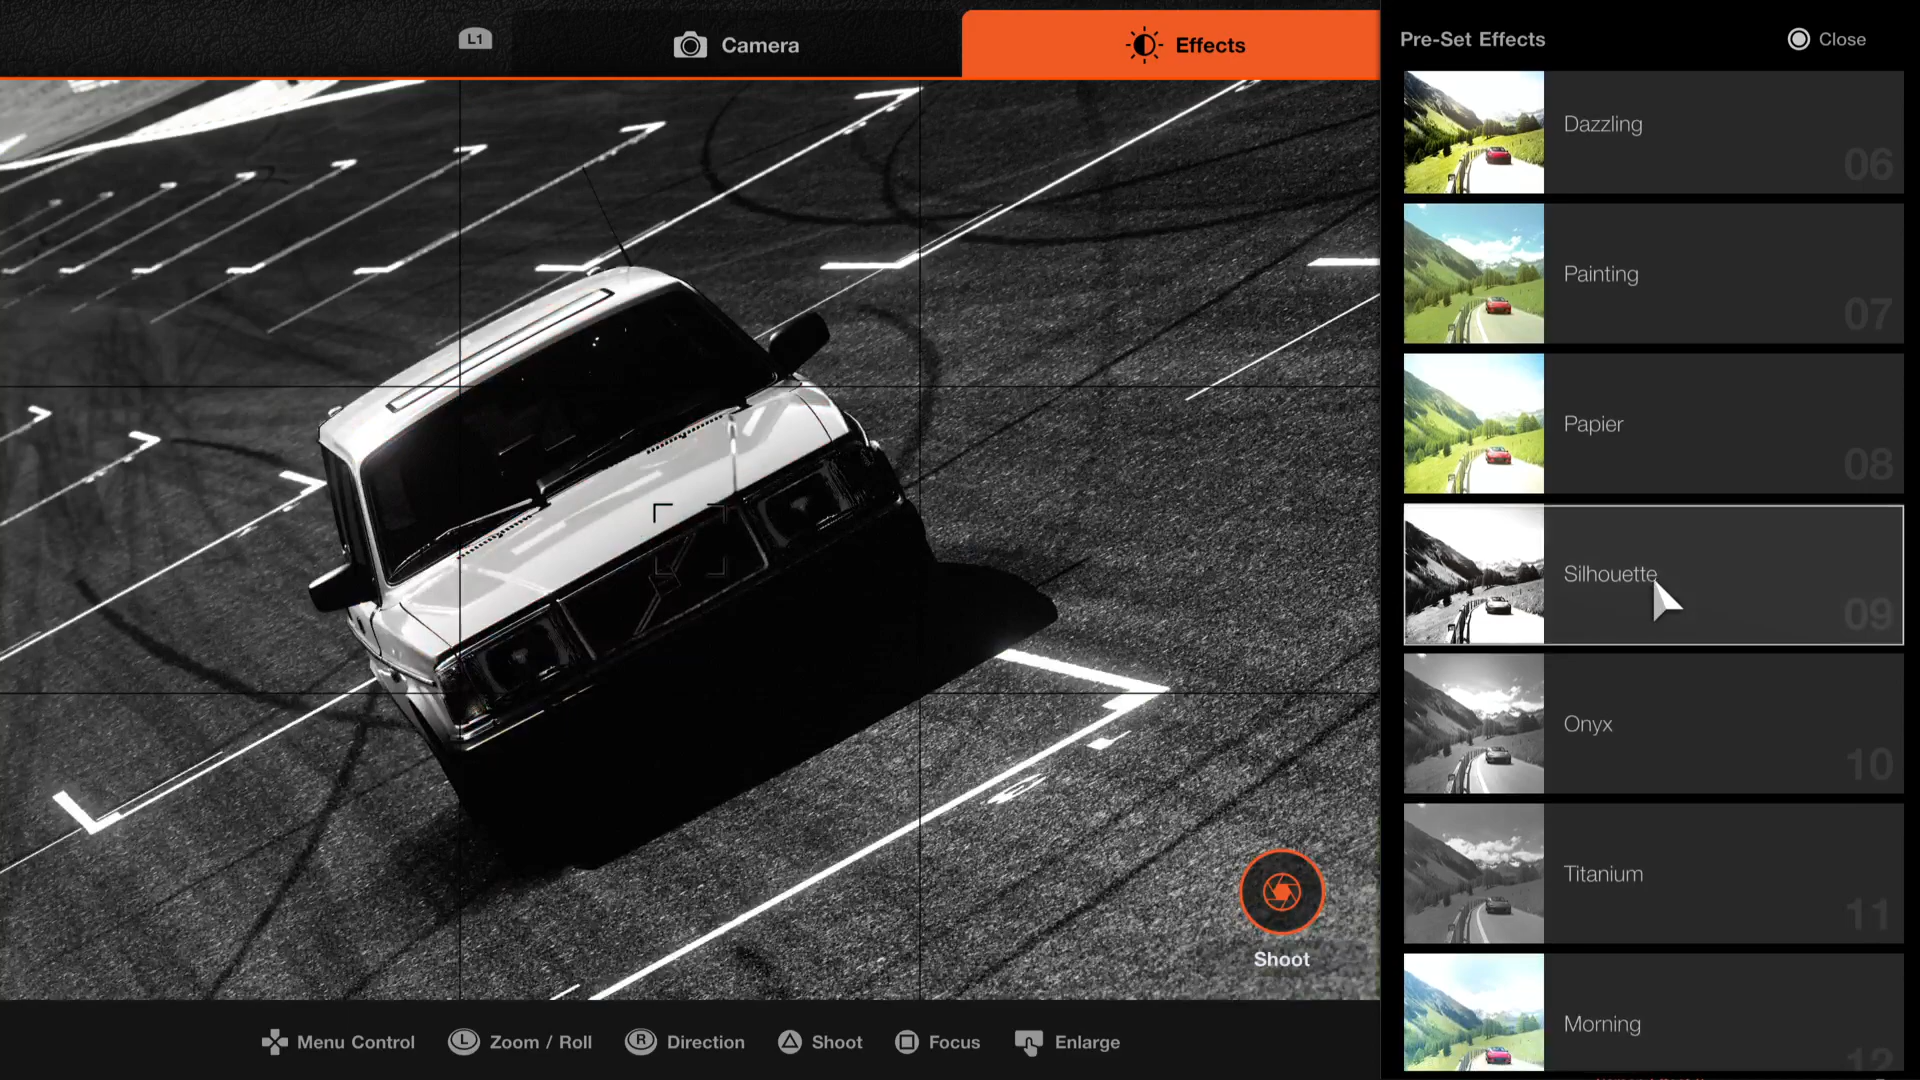 L1
Camera
Effects
Pre-Set Effects
Close
Dazzling
06
Painting
07
Papier
08
Silhouette
09
Onyx
10
Titanium
11
Morning
12
Shoot
Menu Control
L
Zoom / Roll
R
Direction
Shoot
Focus
Enlarge